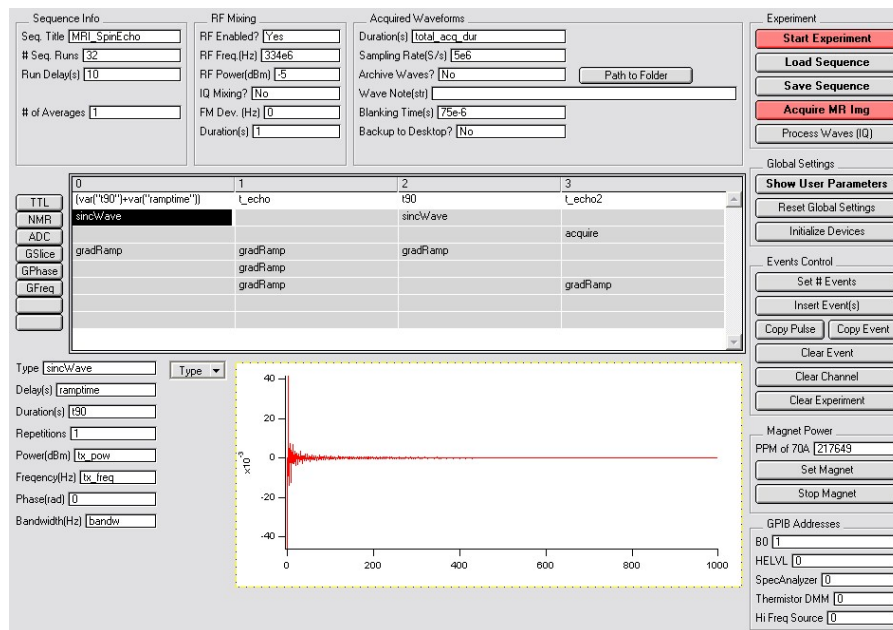 Sequence Info
Seq. Title MRI_SpinEcho
# Seq. Runs 32
Run Delay(s) 10
# of Averages 1
RF Mixing
RF Enabled? Yes
RF Freq.(Hz) 334e6
RF Power(dBm) -5
IQ Mixing? No
FM Dev. (Hz) 0
Duration(s) 1
Acquired Waveforms
Duration(s) total_acq_dur
Sampling Rate(S/s) 5e6
Archive Waves? No Path to Folder
Wave Note(str)
Blanking Time(s) 75e-6
Backup to Desktop? No
Experiment
Start Experiment
Load Sequence
Save Sequence
Acquire MR Img
Process Waves (IQ)
Global Settings
Show User Parameters
Reset Global Settings
Initialize Devices
Events Control
Set # Events
Insert Event(s)
Copy Pulse Copy Event
Clear Event
Clear Channel
Clear Experiment
Magnet Power
PPM of 70A 217649
Set Magnet
Stop Magnet
GPIB Addresses
B0 1
HELVL 0
SpecAnalyzer 0
Thermistor DMM 0
Hi Freq Source 0
0 1 2 3
TTL (var("t90")+var("ramptime")) t_echo t90 t_echo2
NMR sincWave sincWave
ADC acquire
GSlice gradRamp gradRamp gradRamp
GPhase gradRamp
GFreq gradRamp gradRamp
Type sincWave
Delay(s) ramptime
Duration(s) t90
Repetitions 1
Power(dBm) tx_pow
Freqency(Hz) tx_freq
Phase(rad) 0
Bandwidth(Hz) bandw
Type
40
20
0
-20
-40
x10-3
0 200 400 600 800 1000